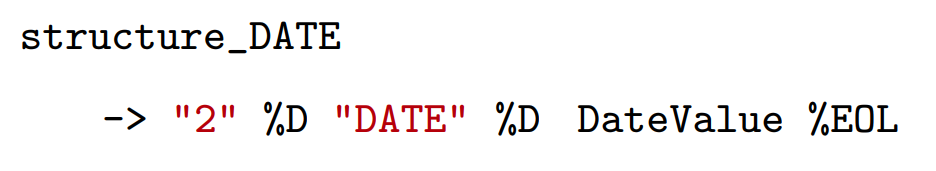 structure_DATE
-> "2" %D "DATE" %D DateValue %EOL